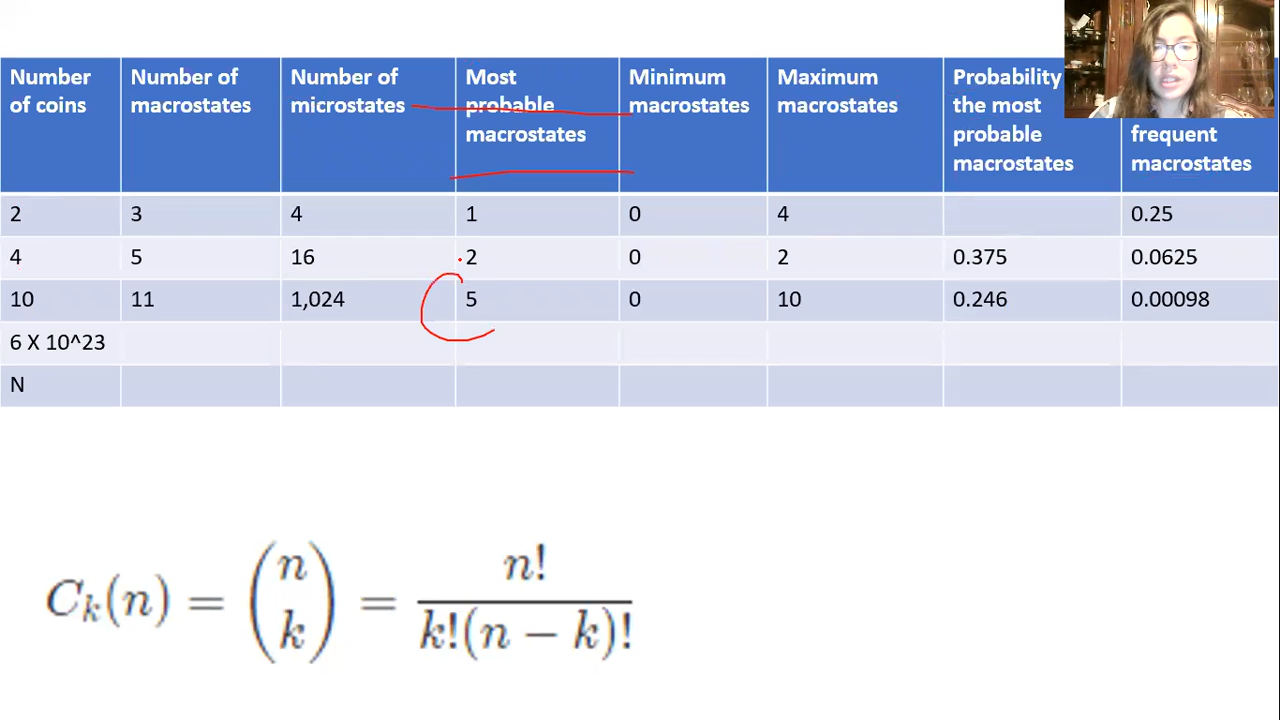 Number of coins	Number of macrostates	Number of microstates	Most probable macrostates	Minimum macrostates	Maximum macrostates	Probability the most probable macrostates	frequent macrostates
2	3	4	1	0	4		0.25
4	5	16	2	0	2	0.375	0.0625
10	11	1,024	5	0	10	0.246	0.00098
6 X 10^23
N
C_k(n) = (n k) = n! / k!(n − k)!